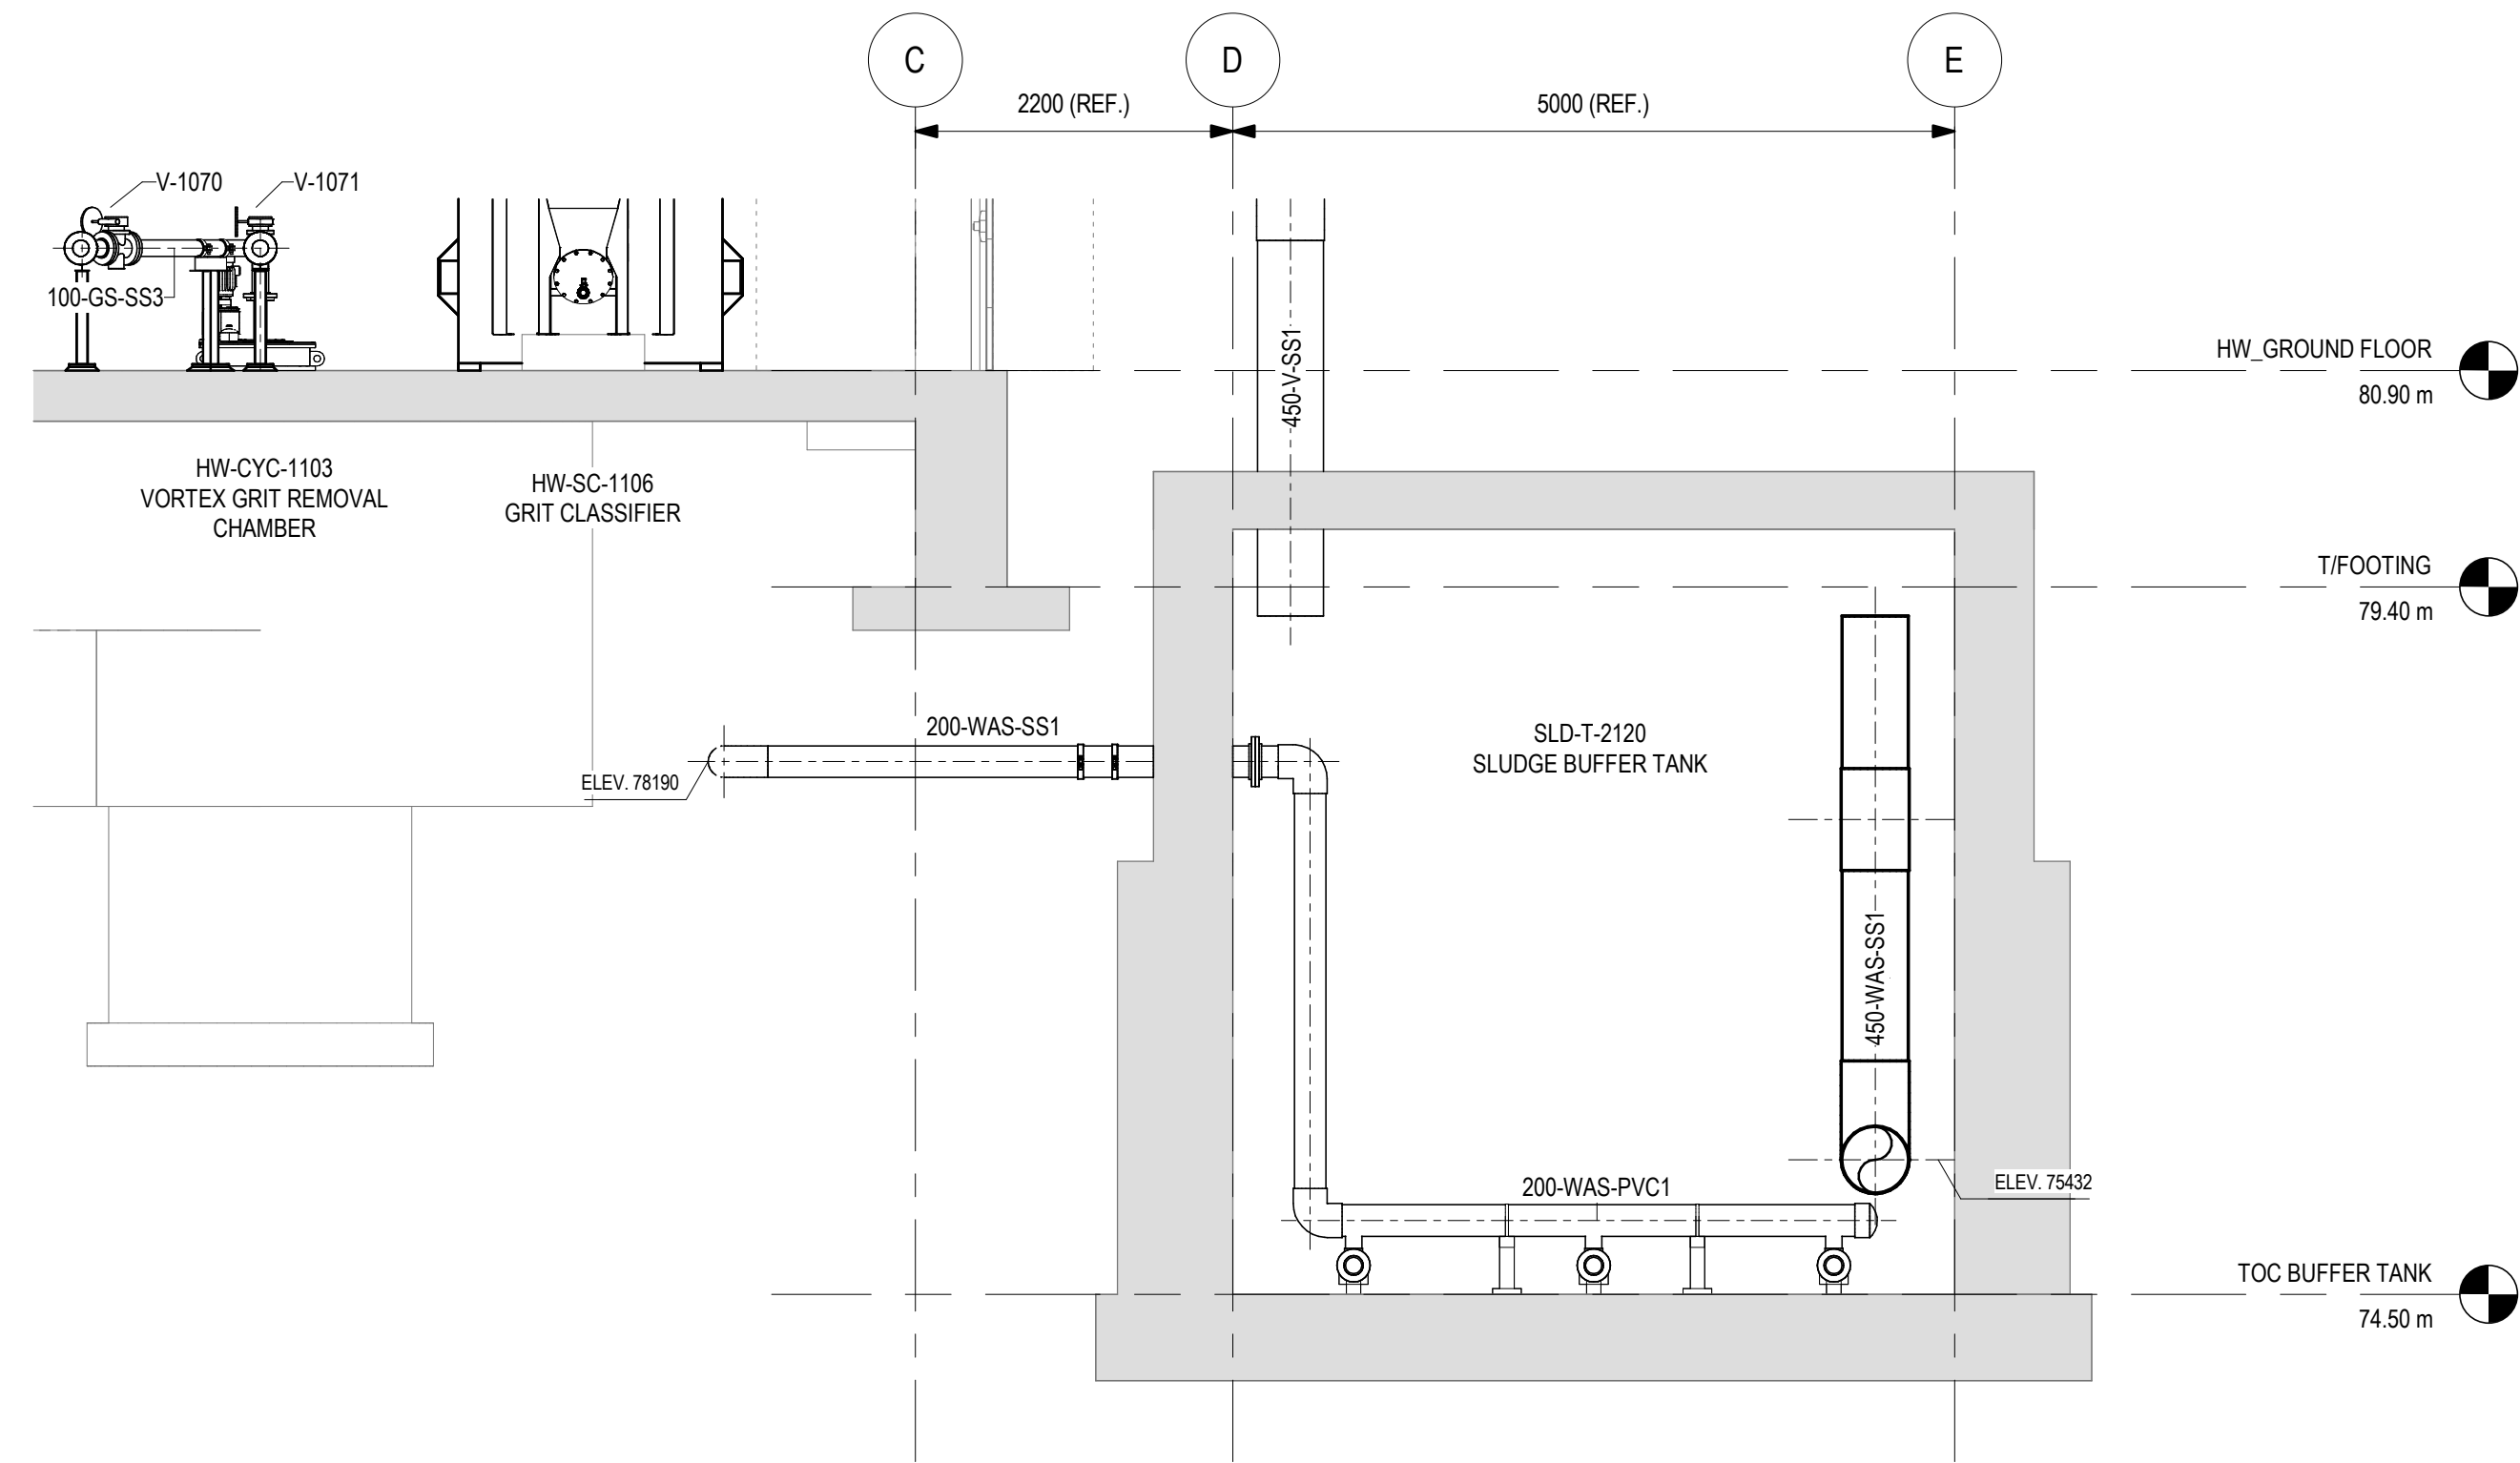 C
D
E
2200 (REF.)
5000 (REF.)
V-1070
V-1071
100-GS-SS3
450-V-SS1
HW_GROUND FLOOR
80.90 m
HW-CYC-1103
VORTEX GRIT REMOVAL
CHAMBER
HW-SC-1106
GRIT CLASSIFIER
T/FOOTING
79.40 m
200-WAS-SS1
ELEV. 78190
SLD-T-2120
SLUDGE BUFFER TANK
450-WAS-SS1
200-WAS-PVC1
ELEV. 75432
TOC BUFFER TANK
74.50 m